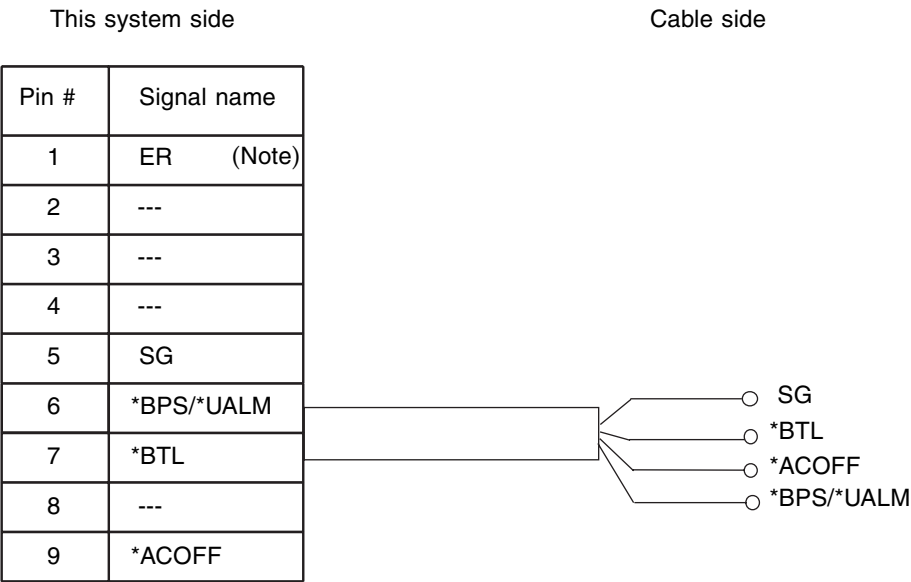 This system side
Cable side
Pin # Signal name
1 ER (Note)
2 ---
3 ---
4 ---
5 SG
6 *BPS/*UALM
7 *BTL
8 ---
9 *ACOFF
SG
*BTL
*ACOFF
*BPS/*UALM